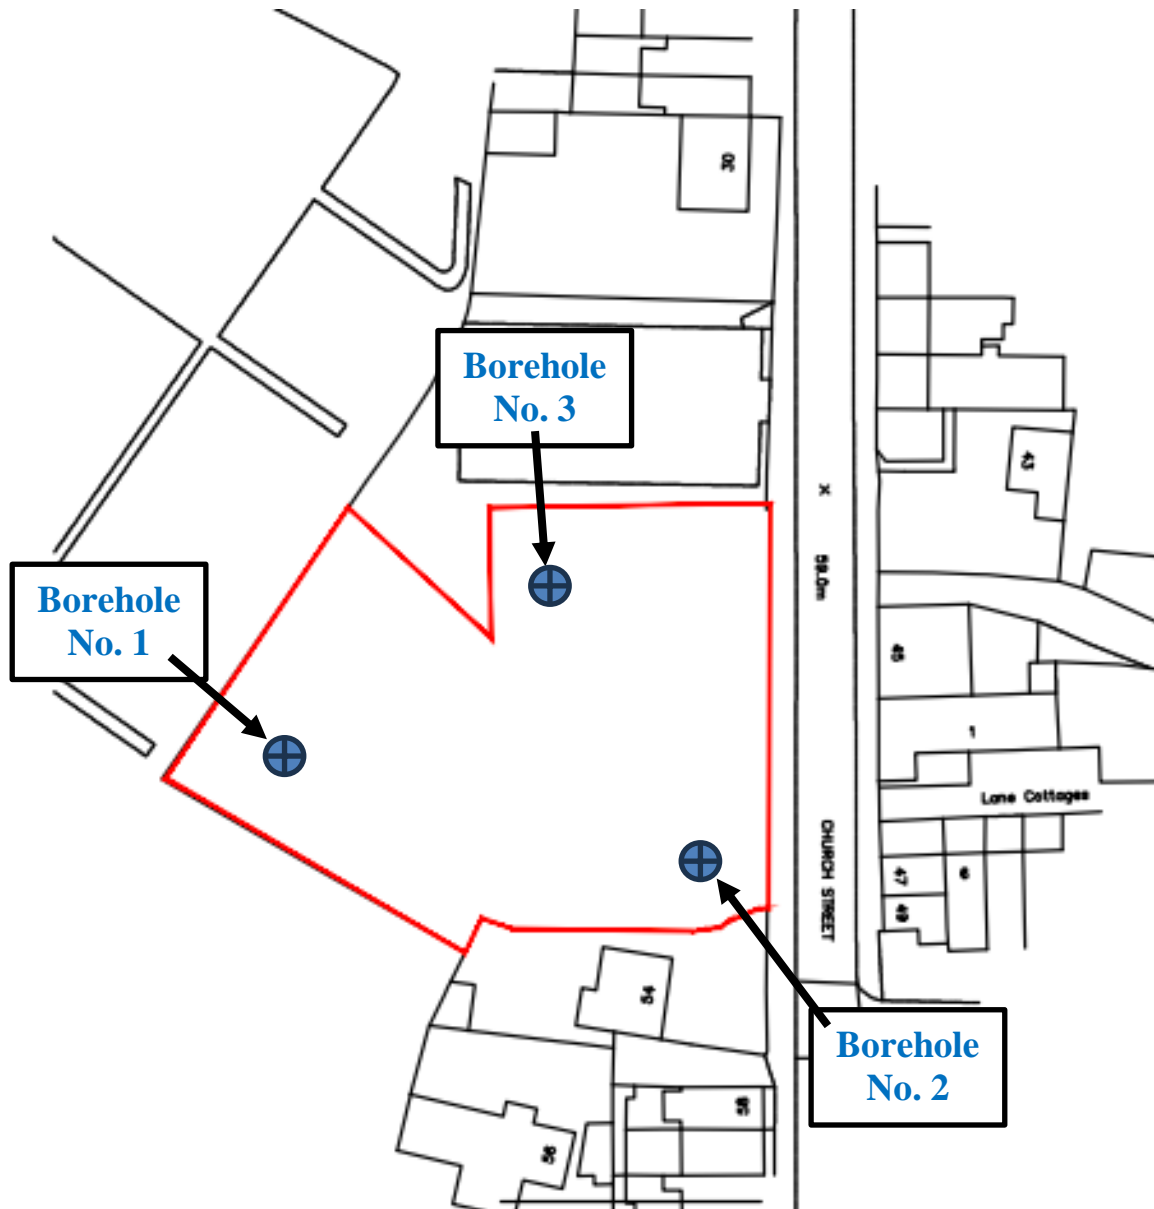 30
Borehole
No. 3
43
X
59.0m
Borehole
No. 1
45
1
Lane Cottages
CHURCH STREET
47
9
49
54
Borehole
No. 2
58
56